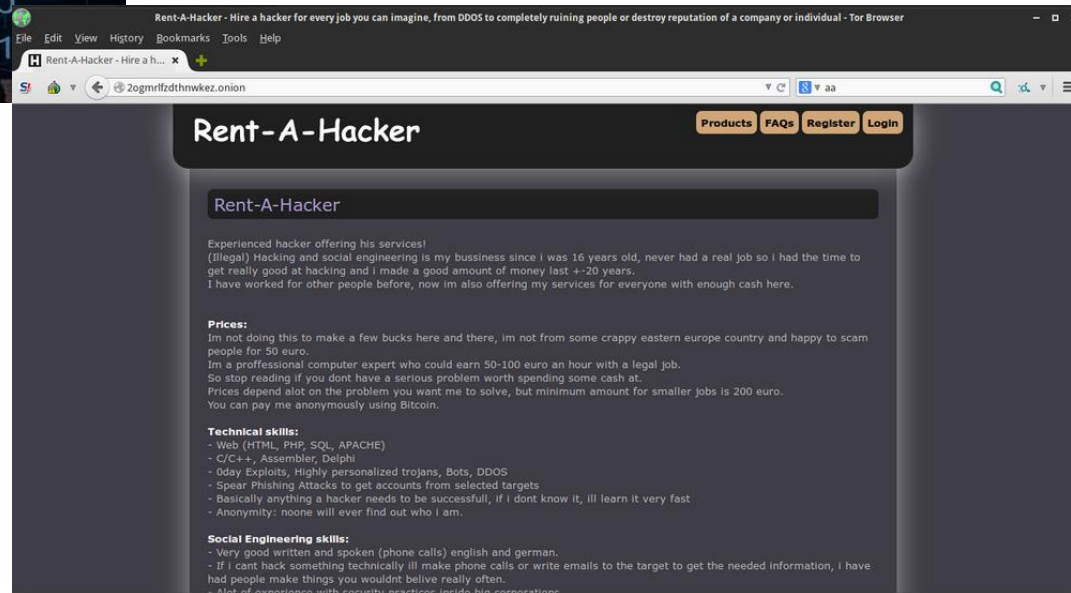 Rent-A-Hacker - Hire a hacker for every job you can imagine, from DDOS to completely ruining people or destroy reputation of a company or individual - Tor Browser
File Edit View History Bookmarks Tools Help
Rent-A-Hacker - Hire a h...
2ogmrlfzdthnwkez.onion
aa
Rent-A-Hacker
Products FAQs Register Login
Rent-A-Hacker
Experienced hacker offering his services!
(Illegal) Hacking and social engineering is my bussiness since i was 16 years old, never had a real job so i had the time to
get really good at hacking and i made a good amount of money last +-20 years.
I have worked for other people before, now im also offering my services for everyone with enough cash here.
Prices:
Im not doing this to make a few bucks here and there, im not from some crappy eastern europe country and happy to scam
people for 50 euro.
Im a proffessional computer expert who could earn 50-100 euro an hour with a legal job.
So stop reading if you dont have a serious problem worth spending some cash at.
Prices depend alot on the problem you want me to solve, but minimum amount for smaller jobs is 200 euro.
You can pay me anonymously using Bitcoin.
Technical skills:
- Web (HTML, PHP, SQL, APACHE)
- C/C++, Assembler, Delphi
- 0day Exploits, Highly personalized trojans, Bots, DDOS
- Spear Phishing Attacks to get accounts from selected targets
- Basically anything a hacker needs to be successfull, if i dont know it, ill learn it very fast
- Anonymity: noone will ever find out who i am.
Social Engineering skills:
- Very good written and spoken (phone calls) english and german.
- If i cant hack something technically ill make phone calls or write emails to the target to get the needed information, i have
had people make things you wouldnt belive really often.
- Alot of experience with security practices inside big corporations.